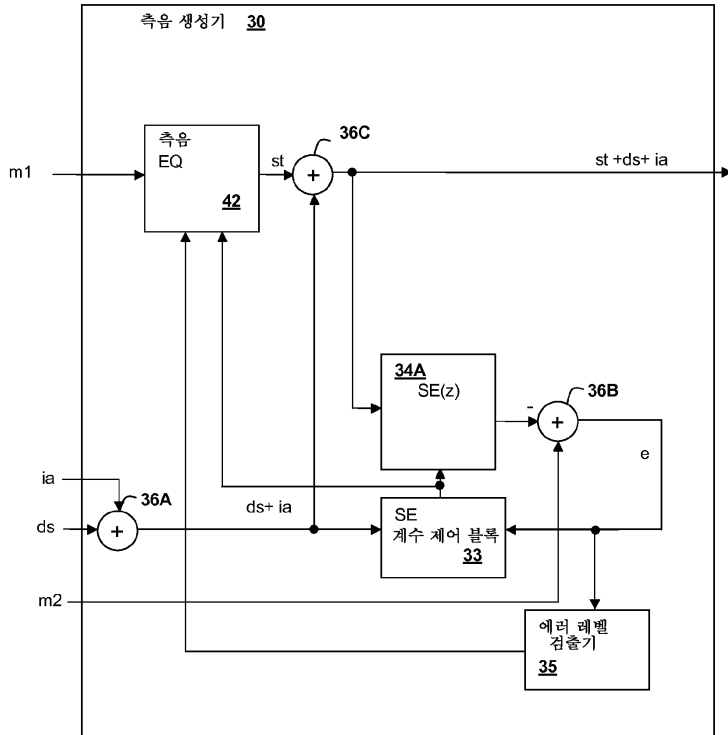 측음 생성기 30
측음
EQ
42
m1
st
36C
+
st +ds+ ia
34A
SE(z)
-
36B
+
e
ia
36A
ds
+
ds+ ia
SE
계수 제어 블록
33
m2
에러 레벨
검출기
35